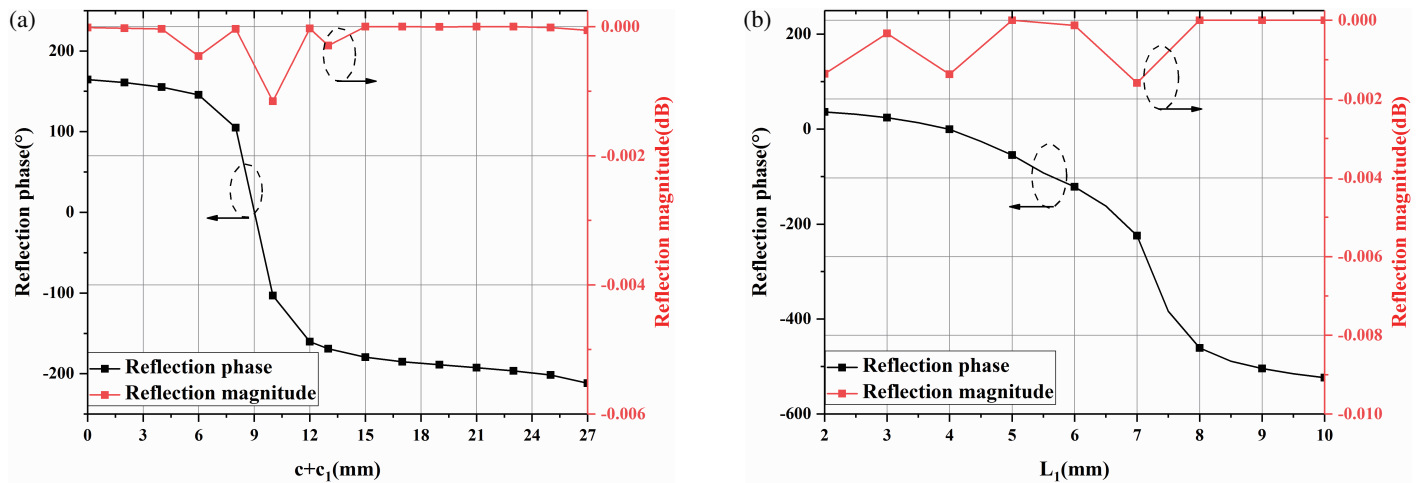 (a)
200
100
0
-100
-200
Reflection phase(°)
0.000
-0.002
-0.004
-0.006
Reflection magnitude(dB)
Reflection phase
Reflection magnitude
0 3 6 9 12 15 18 21 24 27
c+c₁(mm)
(b)
200
0
-200
-400
-600
Reflection phase(°)
0.000
-0.002
-0.004
-0.006
-0.008
-0.010
Reflection magnitude(dB)
Reflection phase
Reflection magnitude
2 3 4 5 6 7 8 9 10
L₁(mm)